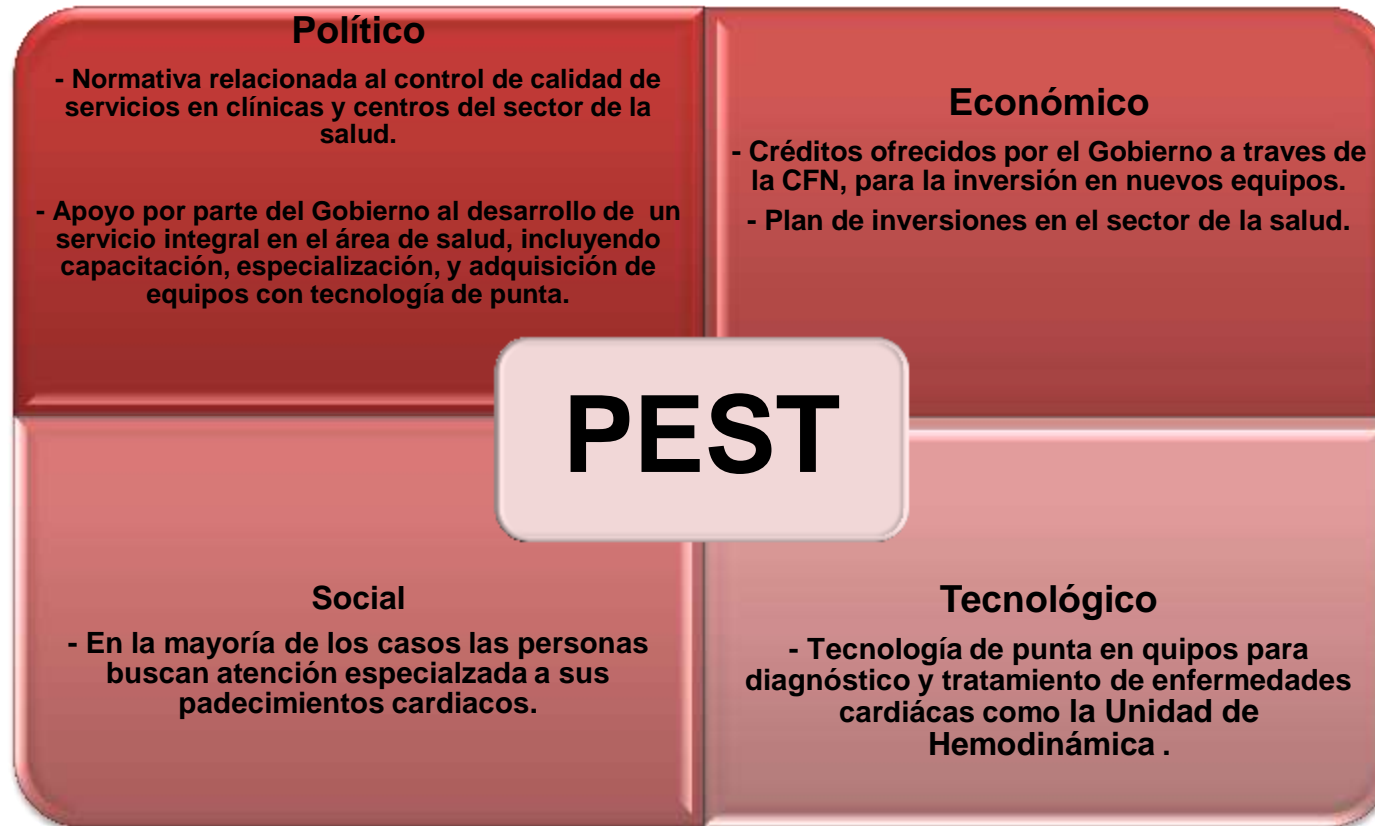 Político
- Normativa relacionada al control de calidad de
servicios en clínicas y centros del sector de la
salud.
- Apoyo por parte del Gobierno al desarrollo de un
servicio integral en el área de salud, incluyendo
capacitación, especialización, y adquisición de
equipos con tecnología de punta.
Económico
- Créditos ofrecidos por el Gobierno a traves de
la CFN, para la inversión en nuevos equipos.
- Plan de inversiones en el sector de la salud.
PEST
Social
- En la mayoría de los casos las personas
buscan atención especialzada a sus
padecimientos cardiacos.
Tecnológico
- Tecnología de punta en quipos para
diagnóstico y tratamiento de enfermedades
cardiácas como la Unidad de
Hemodinámica .